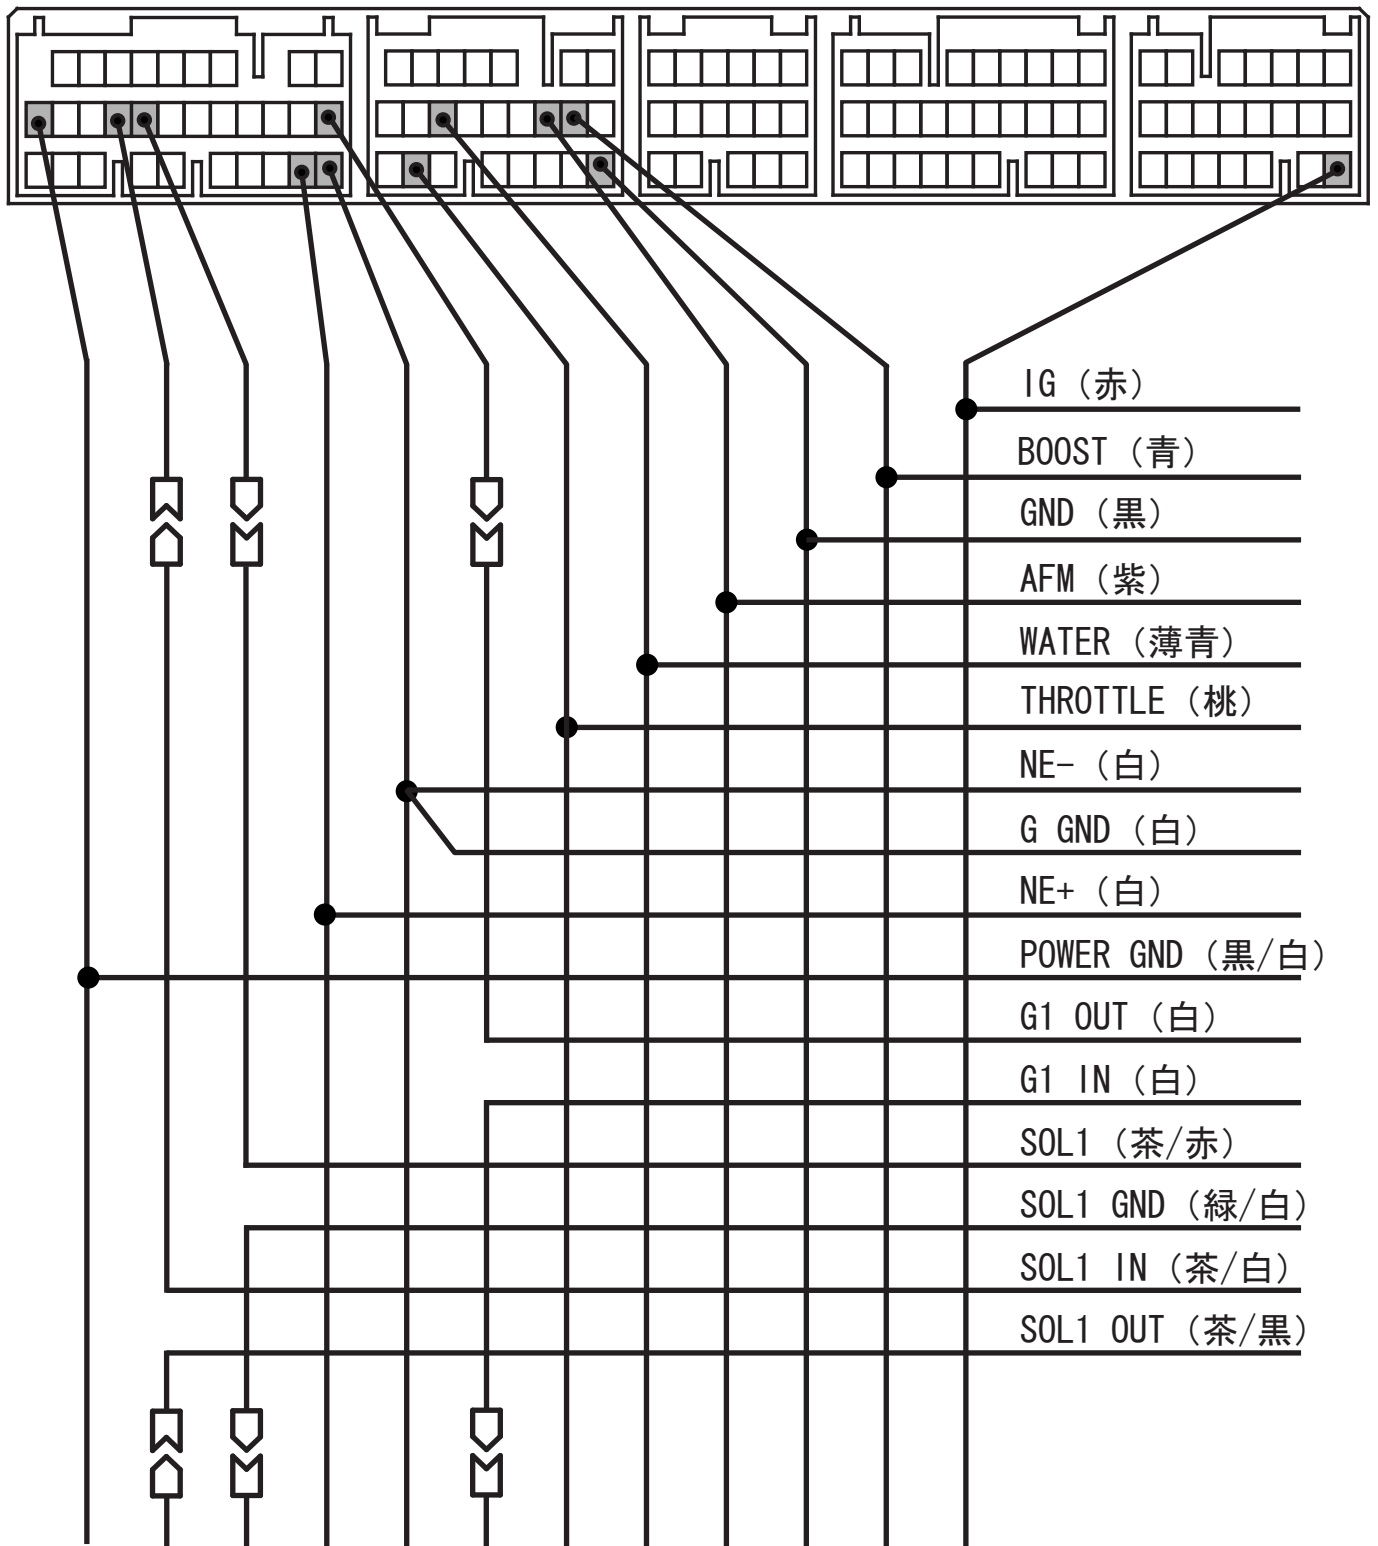 IG (赤)
BOOST (青)
GND (黒)
AFM (紫)
WATER (薄青)
THROTTLE (桃)
NE- (白)
G GND (白)
NE+ (白)
POWER GND (黒/白)
G1 OUT (白)
G1 IN (白)
SOL1 (茶/赤)
SOL1 GND (緑/白)
SOL1 IN (茶/白)
SOL1 OUT (茶/黒)